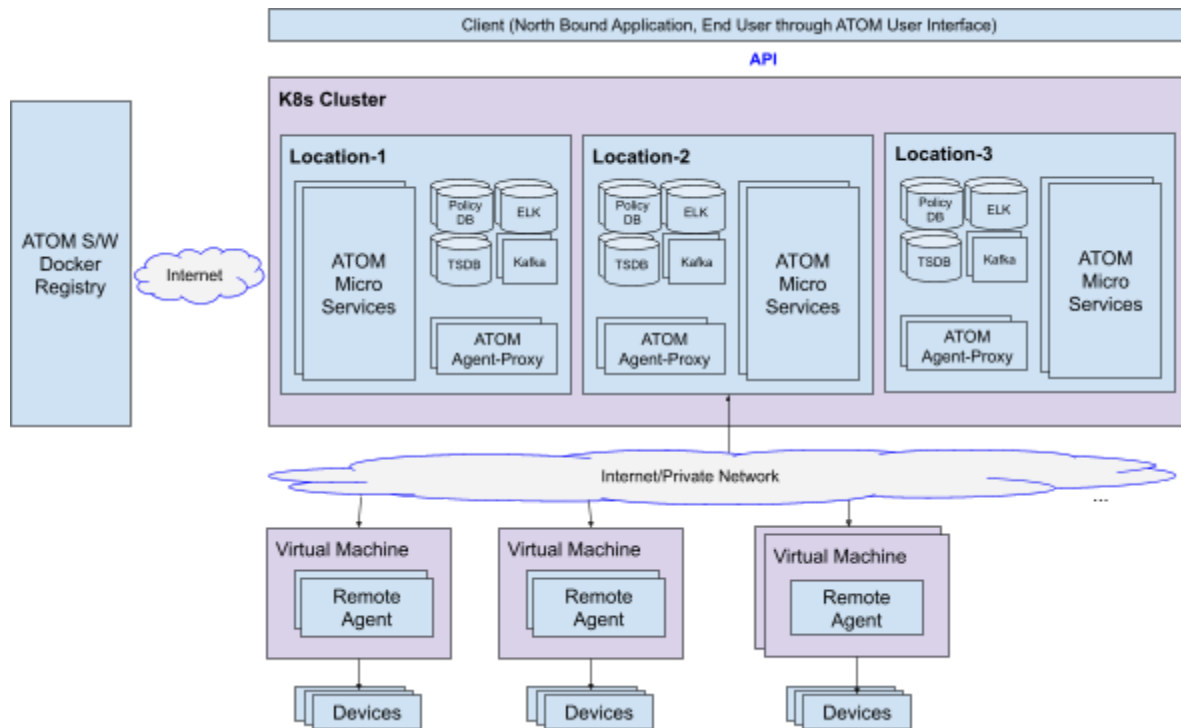 Client (North Bound Application, End User through ATOM User Interface)
API
K8s Cluster
ATOM S/W
Docker
Registry
Internet
Location-1
ATOM
Micro
Services
Policy
DB
ELK
TSDB
Kafka
ATOM
Agent-Proxy
Location-2
Policy
DB
ELK
TSDB
Kafka
ATOM
Agent-Proxy
ATOM
Micro
Services
Location-3
Policy
DB
ELK
TSDB
Kafka
ATOM
Agent-Proxy
ATOM
Micro
Services
Internet/Private Network
...
Virtual Machine
Remote
Agent
Devices
Virtual Machine
Remote
Agent
Devices
Virtual Machine
Remote
Agent
Devices